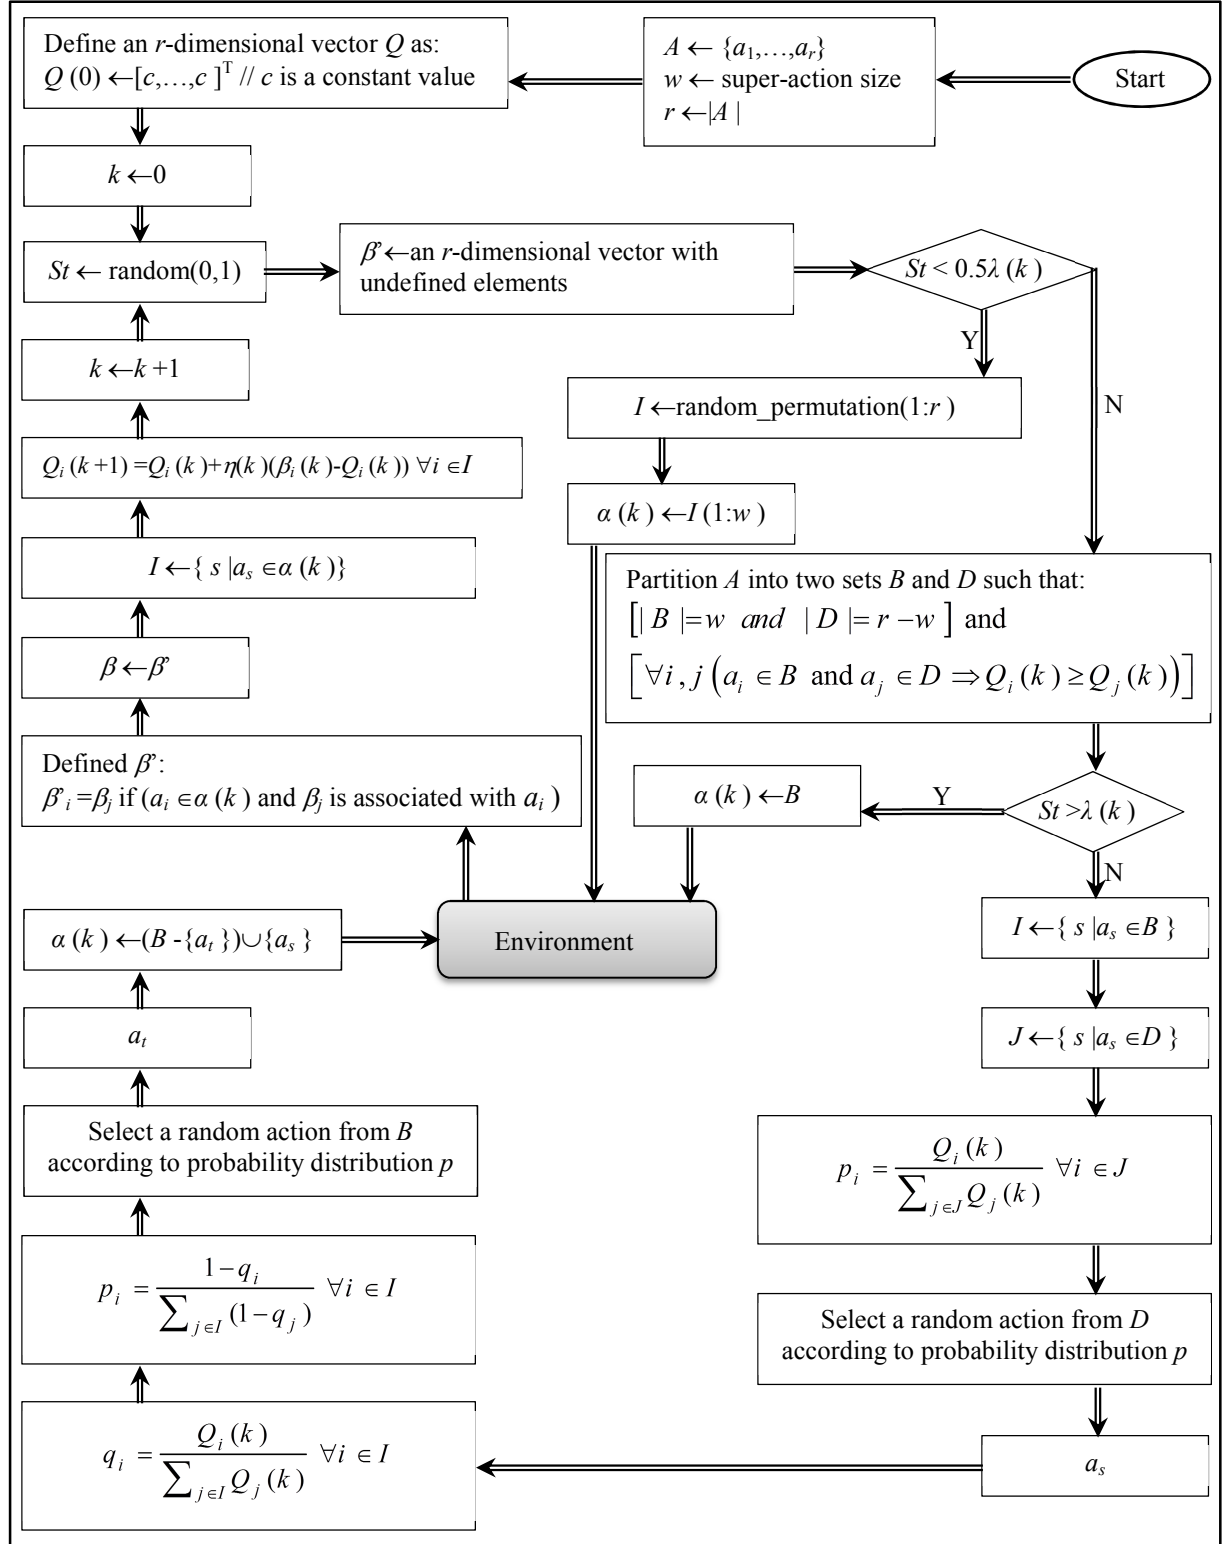 Start
A ← {a₁,…,aᵣ}
w ← super-action size
r ←|A |
Define an r-dimensional vector Q as:
Q (0) ←[c,…,c ]ᵀ // c is a constant value
k ←0
St ← random(0,1)
β’ ←an r-dimensional vector with
undefined elements
St < 0.5λ (k )
Y
N
I ←random_permutation(1:r )
α (k ) ←I (1:w )
Partition A into two sets B and D such that:
[| B |=w and | D |= r −w ] and
[∀i , j (aᵢ ∈ B and aⱼ ∈ D ⇒Qᵢ (k ) ≥ Qⱼ (k ))]
St >λ (k )
Y
N
α (k ) ←B
I ←{ s |aₛ ∈B }
J ←{ s |aₛ ∈D }
pᵢ = Qᵢ (k ) / ∑ j ∈J Qⱼ (k ) ∀i ∈ J
Select a random action from D
according to probability distribution p
aₛ
qᵢ = Qᵢ (k ) / ∑ j ∈I Qⱼ (k ) ∀i ∈ I
pᵢ = 1−qᵢ / ∑ j ∈I (1−qⱼ ) ∀i ∈ I
Select a random action from B
according to probability distribution p
aₜ
α (k ) ←(B -{aₜ })∪{aₛ }
Environment
Defined β’:
β’ᵢ =βⱼ if (aᵢ ∈α (k ) and βⱼ is associated with aᵢ )
β ←β’
I ←{ s |aₛ ∈α (k )}
Qᵢ (k +1) =Qᵢ (k )+η(k )(βᵢ (k )-Qᵢ (k )) ∀i ∈I
k ←k +1